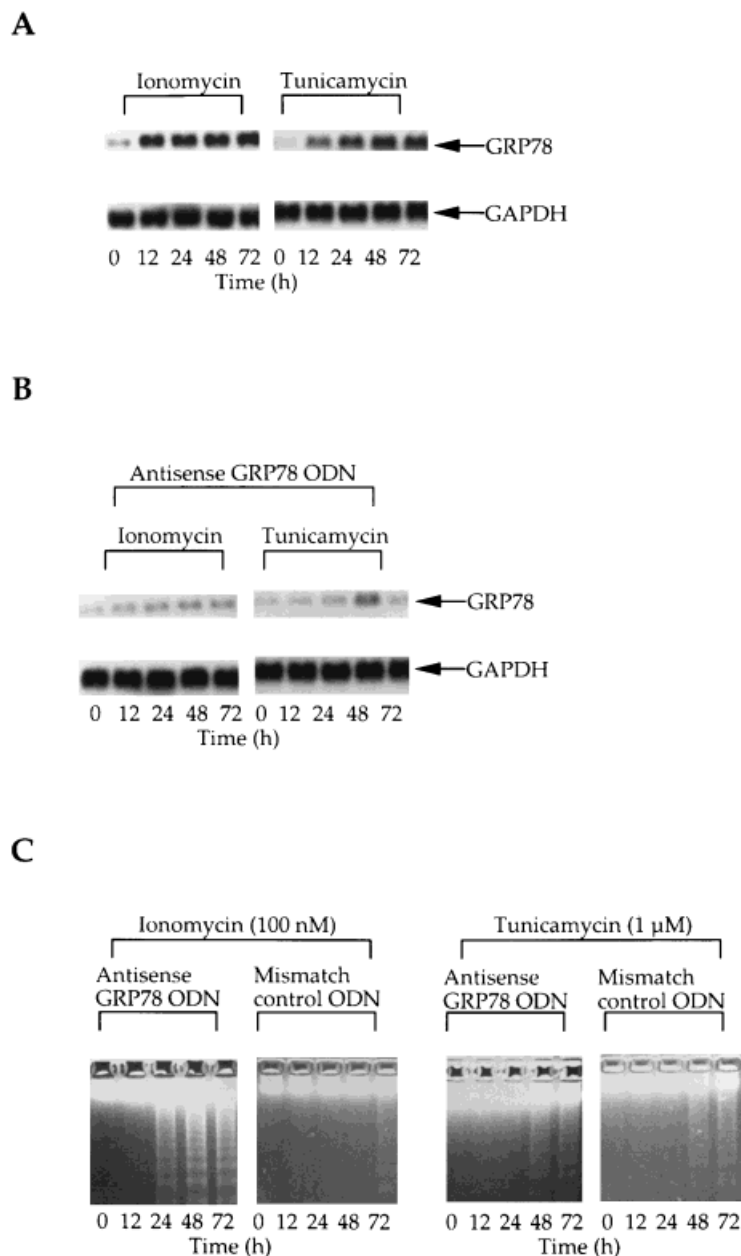 A
Ionomycin Tunicamycin
GRP78
GAPDH
0 12 24 48 72 0 12 24 48 72
Time (h)
B
Antisense GRP78 ODN
Ionomycin Tunicamycin
GRP78
GAPDH
0 12 24 48 72 0 12 24 48 72
Time (h)
C
Ionomycin (100 nM) Tunicamycin (1 µM)
Antisense Mismatch Antisense Mismatch
GRP78 ODN control ODN GRP78 ODN control ODN
0 12 24 48 72 0 12 24 48 72 0 12 24 48 72 0 12 24 48 72
Time (h) Time (h) Time (h) Time (h)